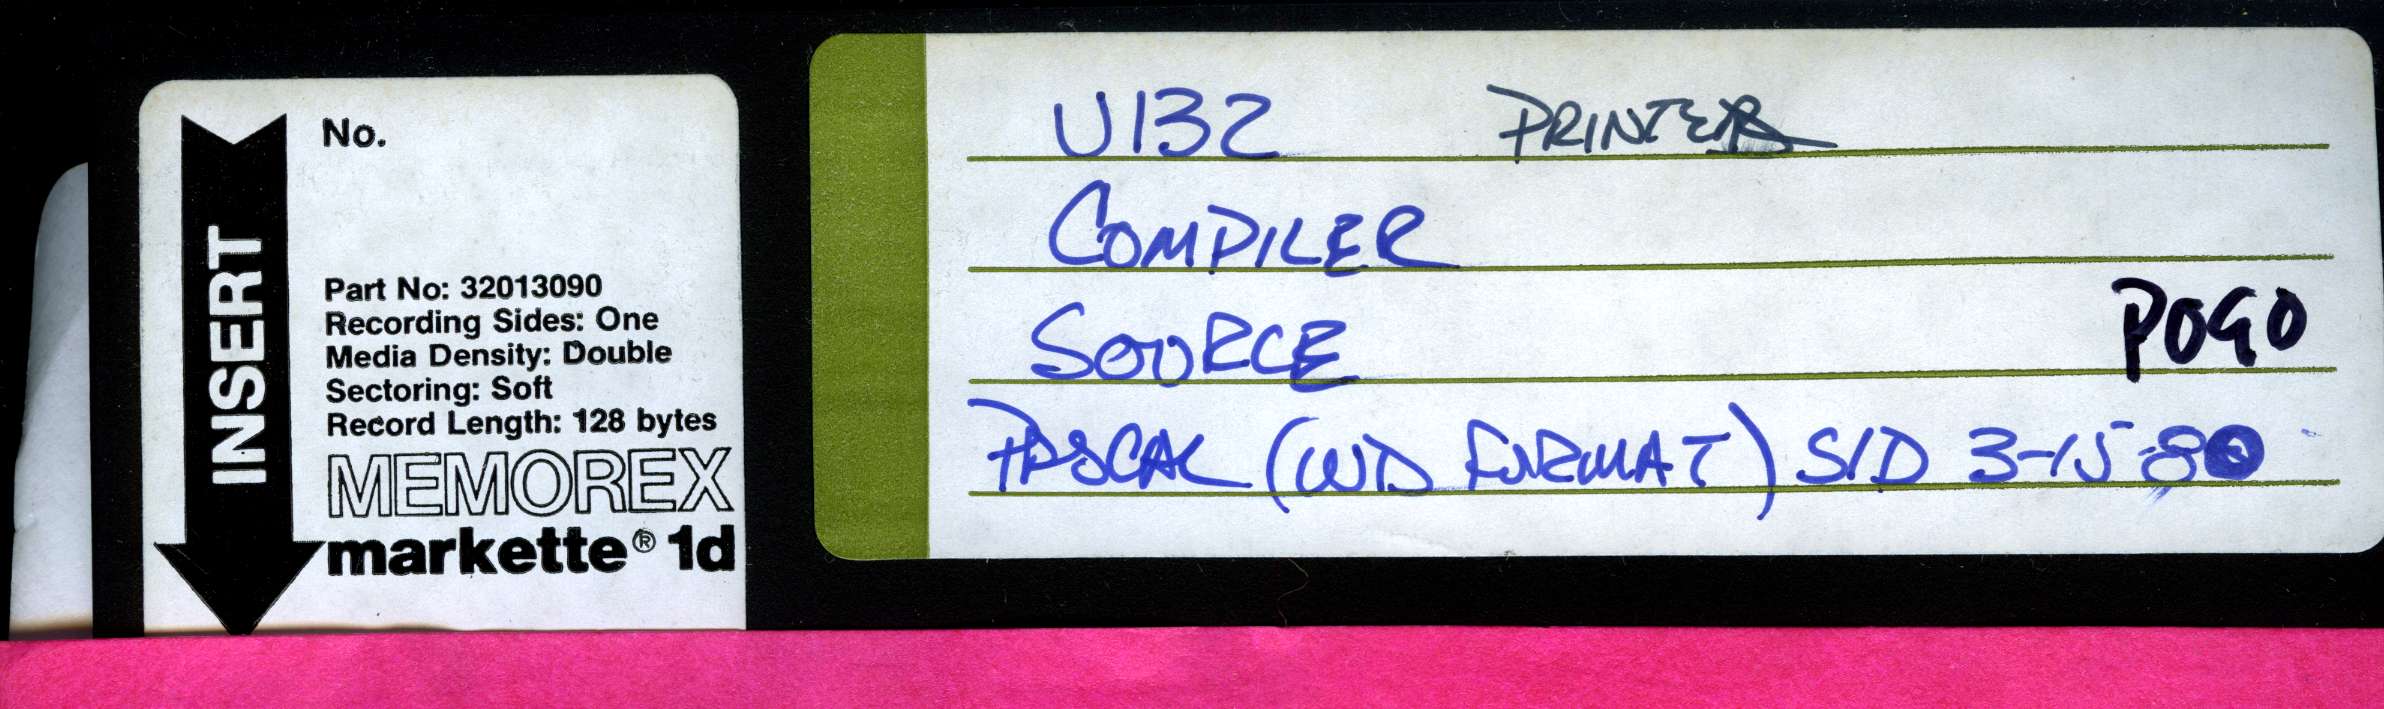 No.
INSERT
Part No: 32013090
Recording Sides: One
Media Density: Double
Sectoring: Soft
Record Length: 128 bytes
MEMOREX
markette® 1d
U132 PRINTER
COMPILER
SOURCE
POGO
PASCAL (WD FORMAT) S/D 3-15-80